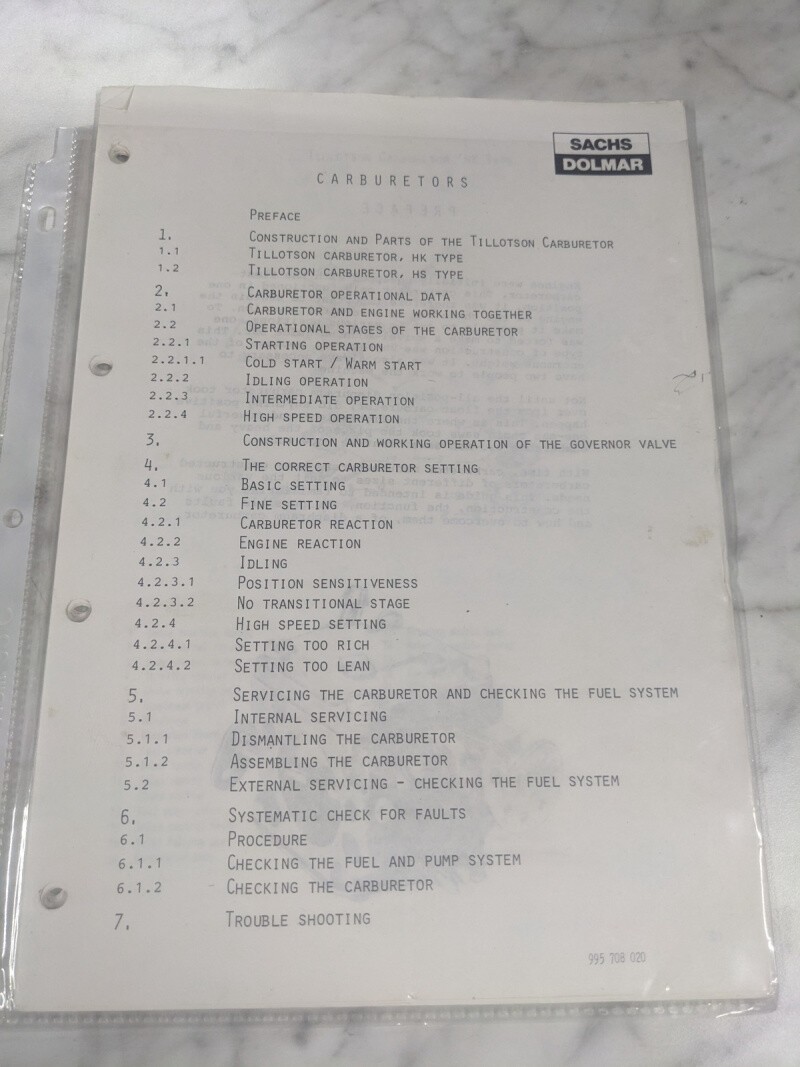 SACHS
DOLMAR
CARBURETORS
PREFACE
1. CONSTRUCTION AND PARTS OF THE TILLOTSON CARBURETOR
1.1 TILLOTSON CARBURETOR, HK TYPE
1.2 TILLOTSON CARBURETOR, HS TYPE
2. CARBURETOR OPERATIONAL DATA
2.1 CARBURETOR AND ENGINE WORKING TOGETHER
2.2 OPERATIONAL STAGES OF THE CARBURETOR
2.2.1 STARTING OPERATION
2.2.1.1 COLD START / WARM START
2.2.2 IDLING OPERATION
2.2.3 INTERMEDIATE OPERATION
2.2.4 HIGH SPEED OPERATION
3. CONSTRUCTION AND WORKING OPERATION OF THE GOVERNOR VALVE
4. THE CORRECT CARBURETOR SETTING
4.1 BASIC SETTING
4.2 FINE SETTING
4.2.1 CARBURETOR REACTION
4.2.2 ENGINE REACTION
4.2.3 IDLING
4.2.3.1 POSITION SENSITIVENESS
4.2.3.2 NO TRANSITIONAL STAGE
4.2.4 HIGH SPEED SETTING
4.2.4.1 SETTING TOO RICH
4.2.4.2 SETTING TOO LEAN
5. SERVICING THE CARBURETOR AND CHECKING THE FUEL SYSTEM
5.1 INTERNAL SERVICING
5.1.1 DISMANTLING THE CARBURETOR
5.1.2 ASSEMBLING THE CARBURETOR
5.2 EXTERNAL SERVICING - CHECKING THE FUEL SYSTEM
6. SYSTEMATIC CHECK FOR FAULTS
6.1 PROCEDURE
6.1.1 CHECKING THE FUEL AND PUMP SYSTEM
6.1.2 CHECKING THE CARBURETOR
7. TROUBLE SHOOTING
995 708 020